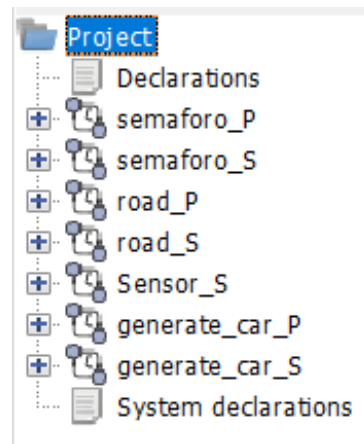 Project
Declarations
semaforo_P
semaforo_S
road_P
road_S
Sensor_S
generate_car_P
generate_car_S
System declarations